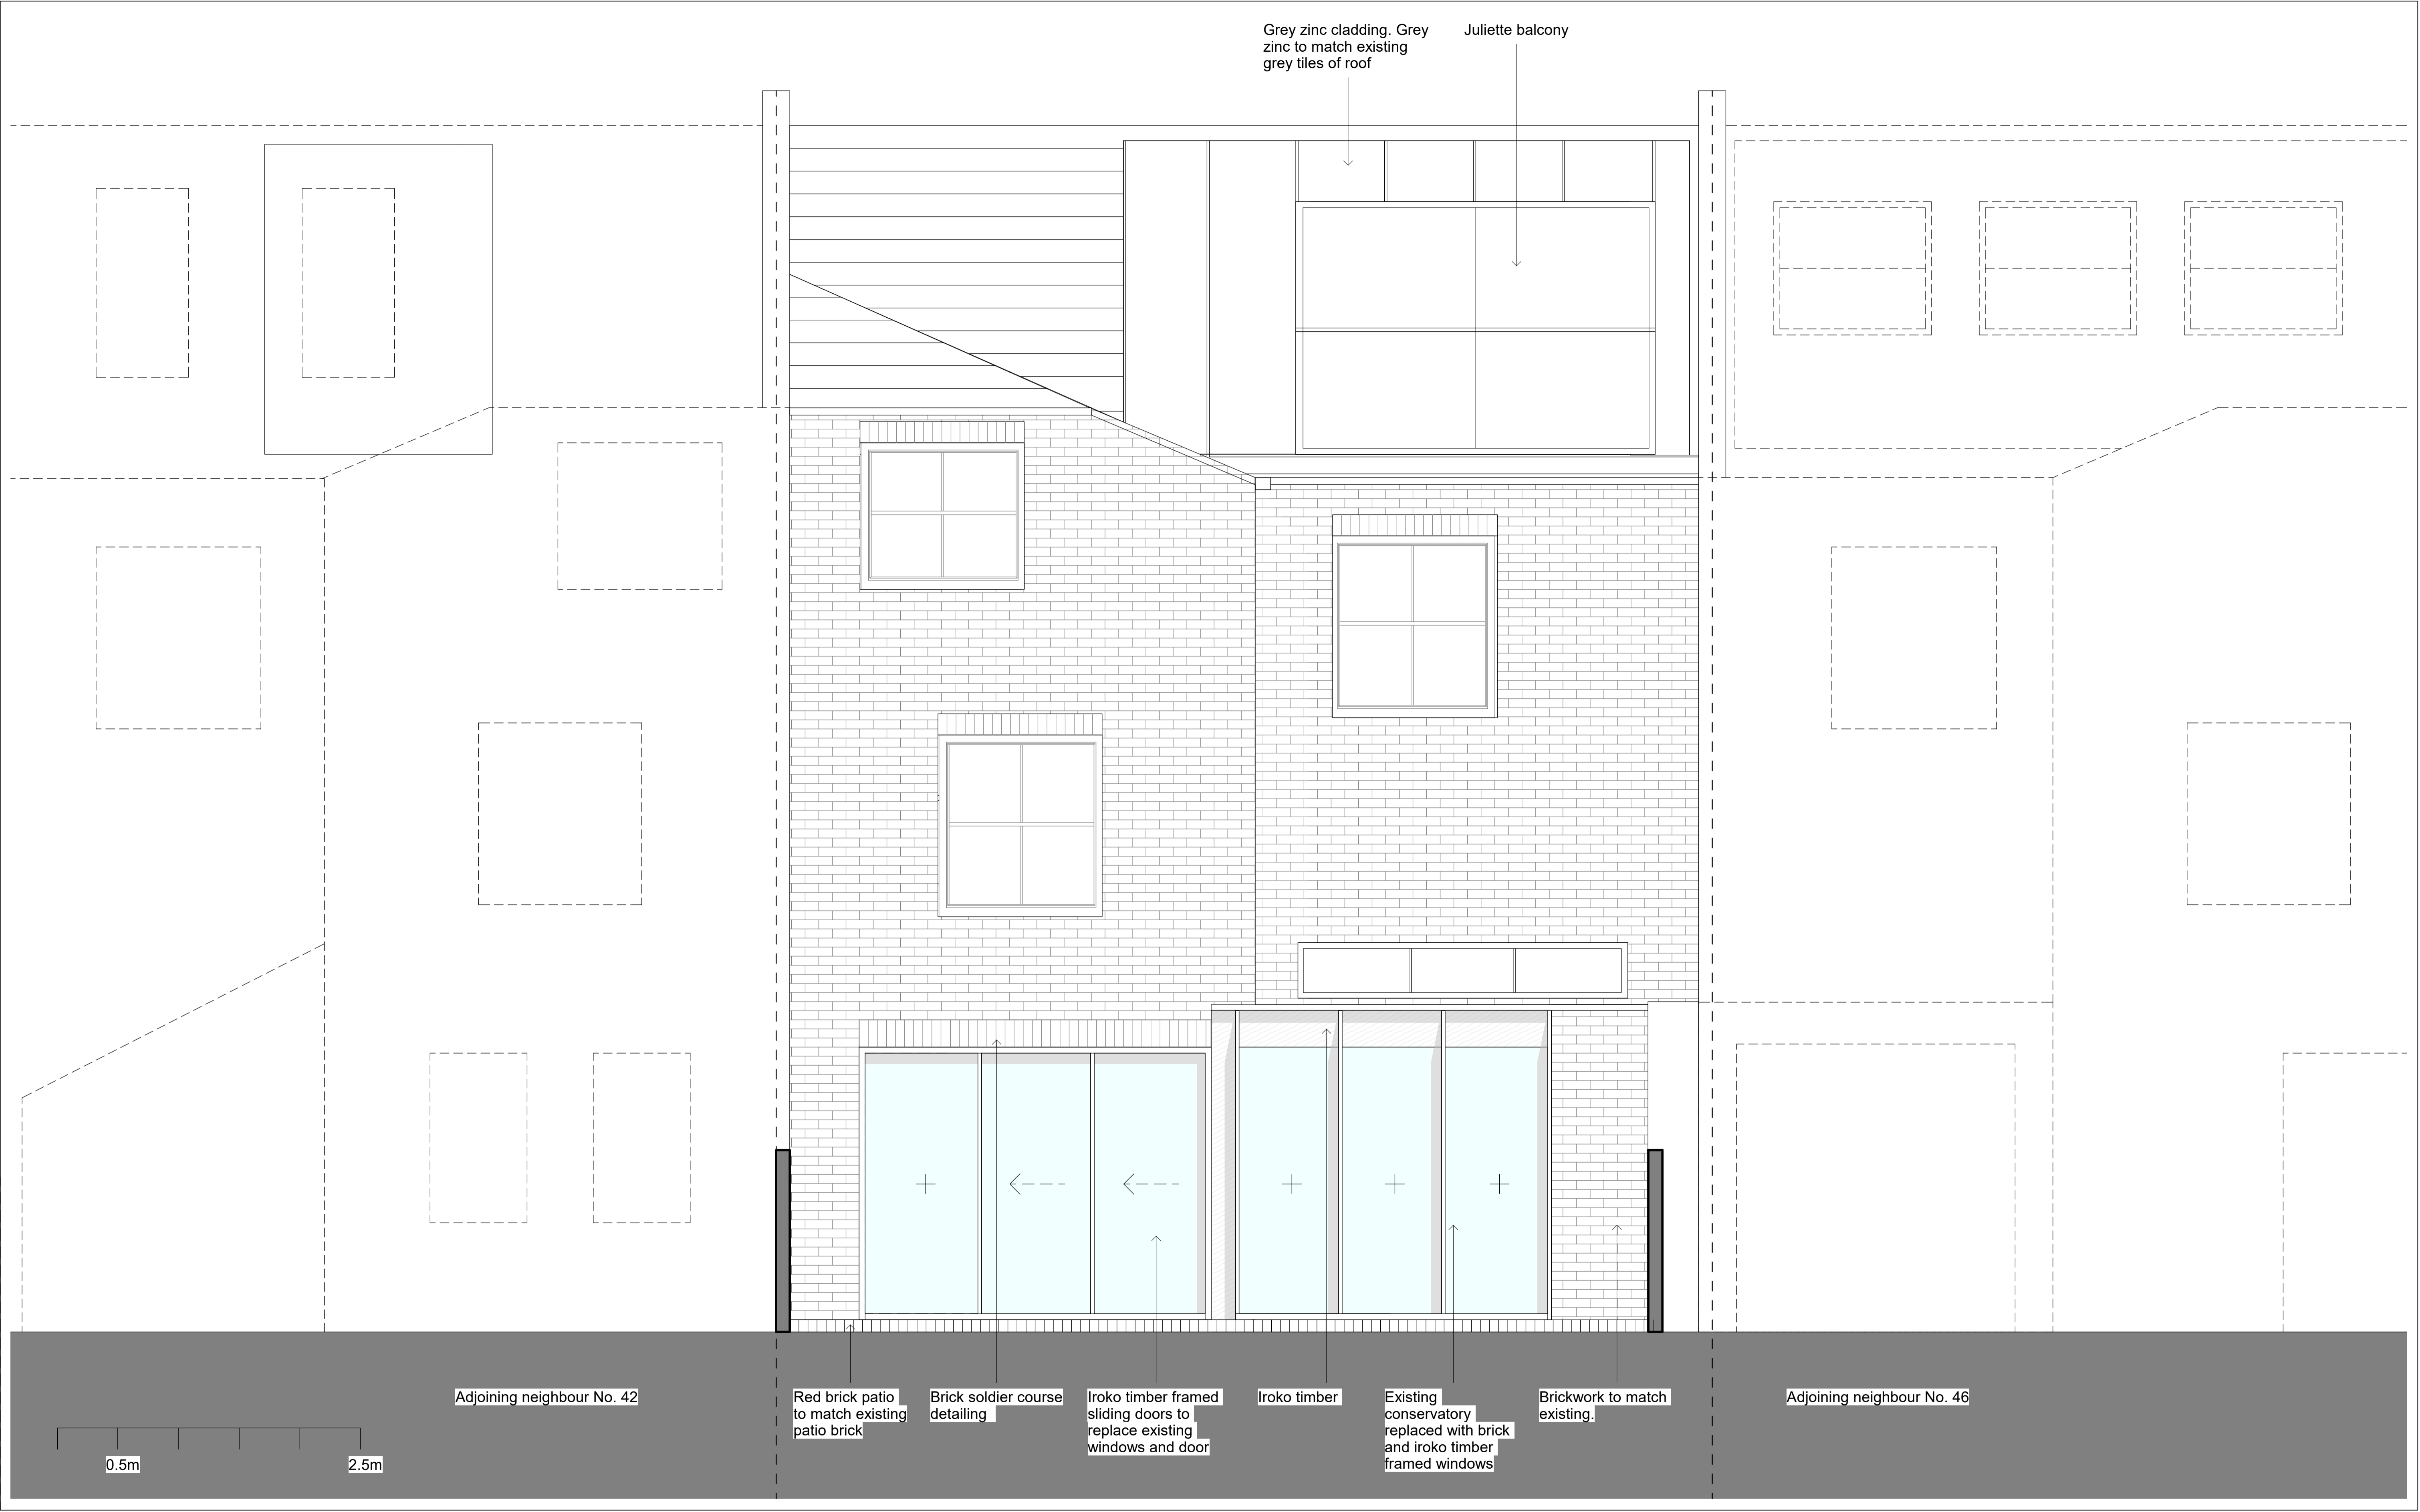 Grey zinc cladding. Grey
zinc to match existing
grey tiles of roof
Juliette balcony
Adjoining neighbour No. 42
Red brick patio
to match existing
patio brick
Brick soldier course
detailing
Iroko timber framed
sliding doors to
replace existing
windows and door
Iroko timber
Existing
conservatory
replaced with brick
and iroko timber
framed windows
Brickwork to match
existing.
Adjoining neighbour No. 46
0.5m
2.5m